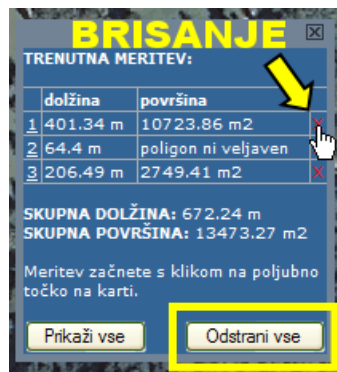 BRISANJE
TRENUTNA MERITEV:
dolžina površina
1 401.34 m 10723.86 m2 x
2 64.4 m poligon ni veljaven
3 206.49 m 2749.41 m2 x
SKUPNA DOLŽINA: 672.24 m
SKUPNA POVRŠINA: 13473.27 m2
Meritev začnete s klikom na poljubno
točko na karti.
Prikaži vse Odstrani vse